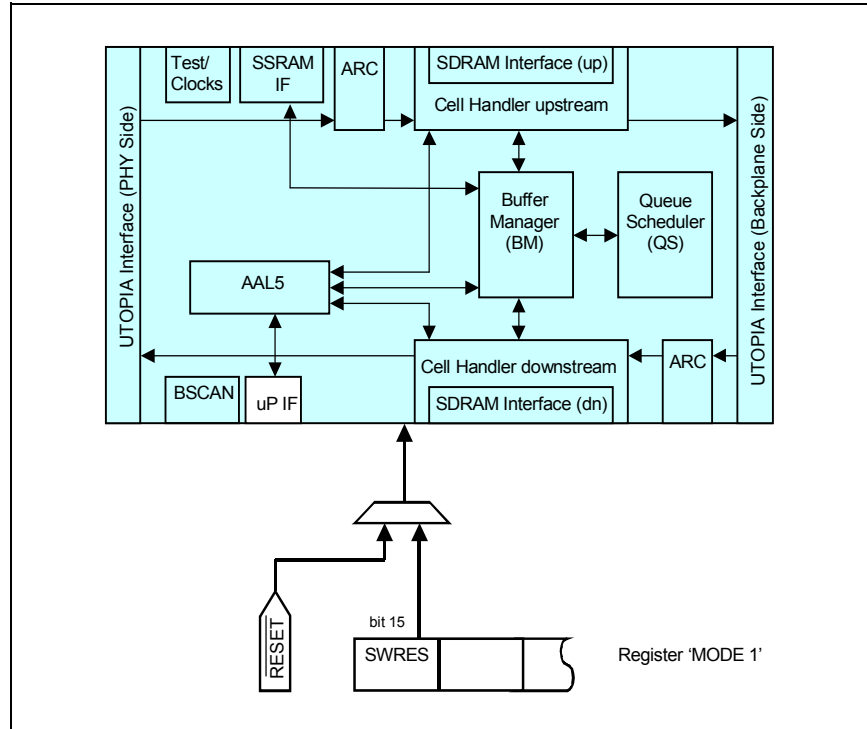 Test/
Clocks
SSRAM
IF
ARC
SDRAM Interface (up)
Cell Handler upstream
UTOPIA Interface (PHY Side)
Buffer
Manager
(BM)
Queue
Scheduler
(QS)
UTOPIA Interface (Backplane Side)
AAL5
Cell Handler downstream
ARC
BSCAN
uP IF
SDRAM Interface (dn)
RESET
bit 15
SWRES
Register ‘MODE 1’